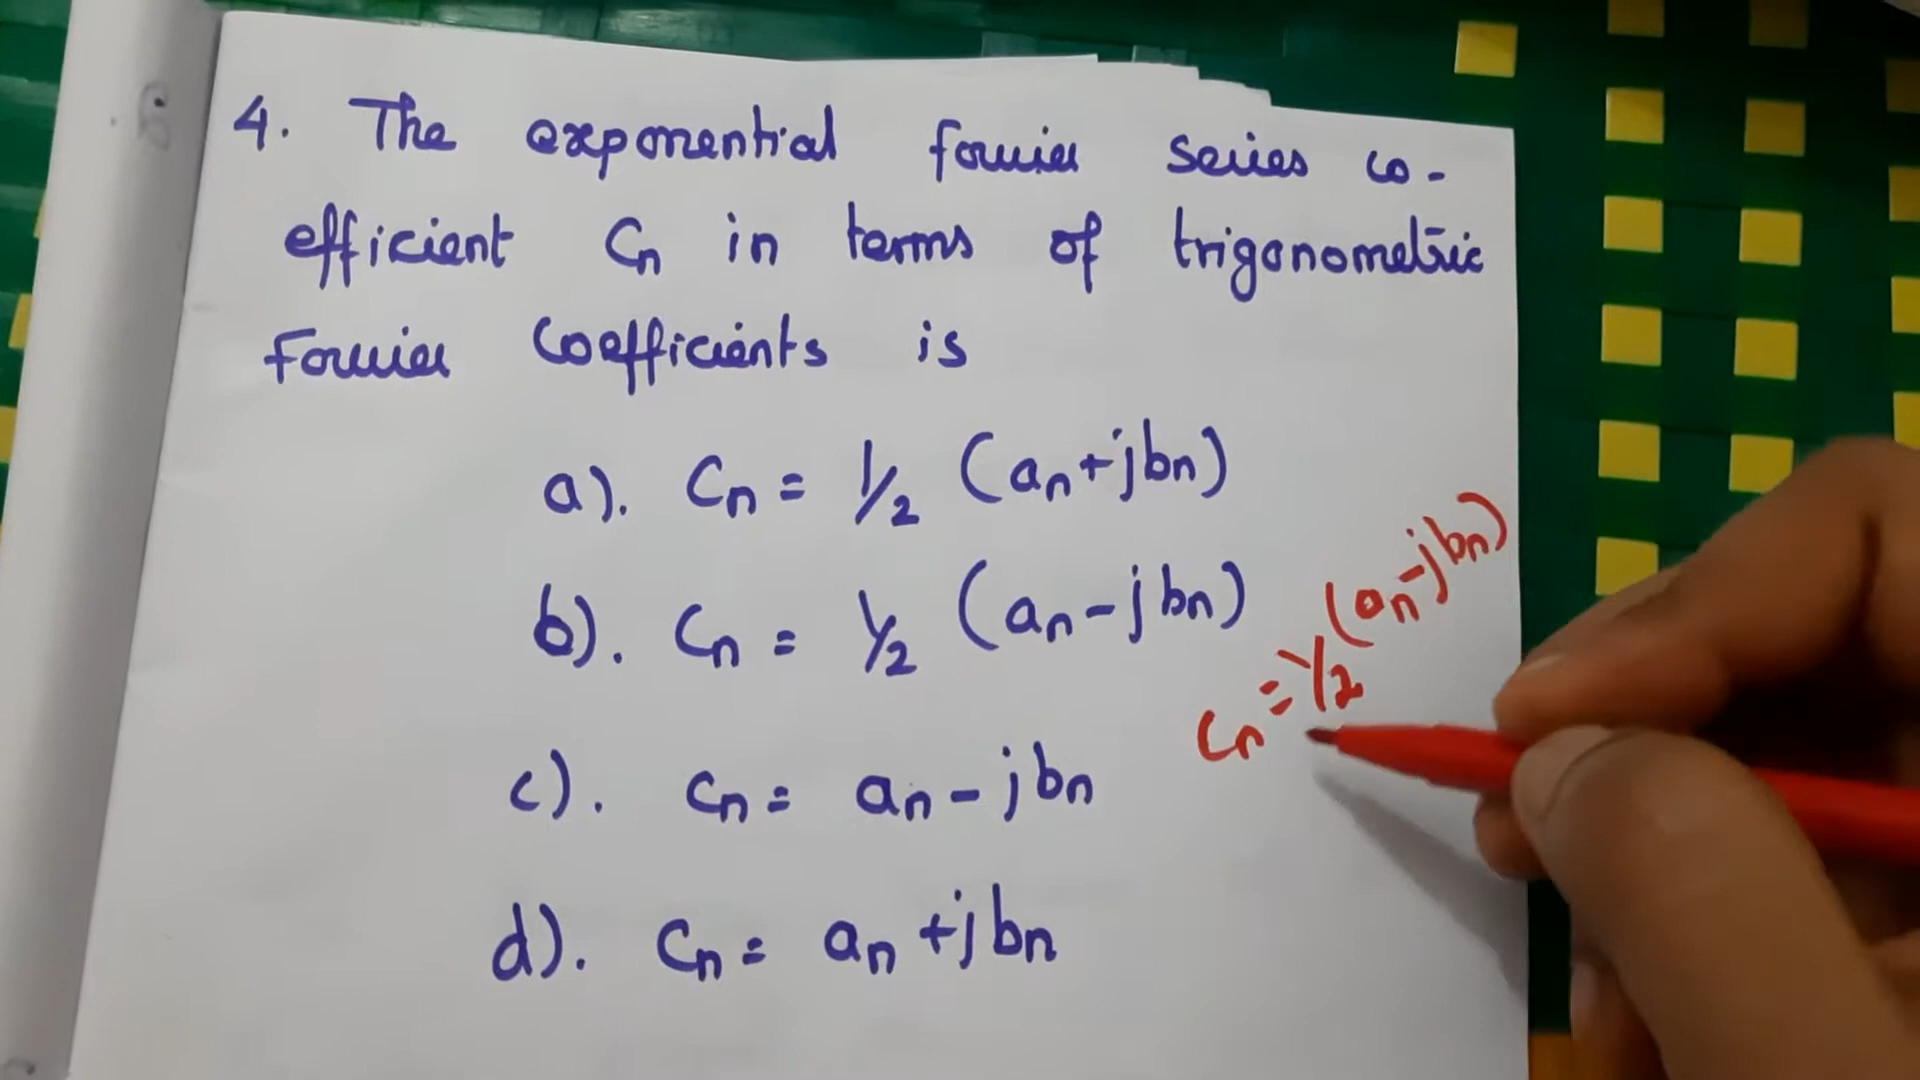 4. The exponential fourier series co-
efficient Cn in terms of trigonometric
Fourier Coefficients is
a). Cn = 1/2 (an+jbn)
b). Cn = 1/2 (an-jbn)
Cn = 1/2 (an-jbn)
c). Cn = an-jbn
d). Cn = an+jbn